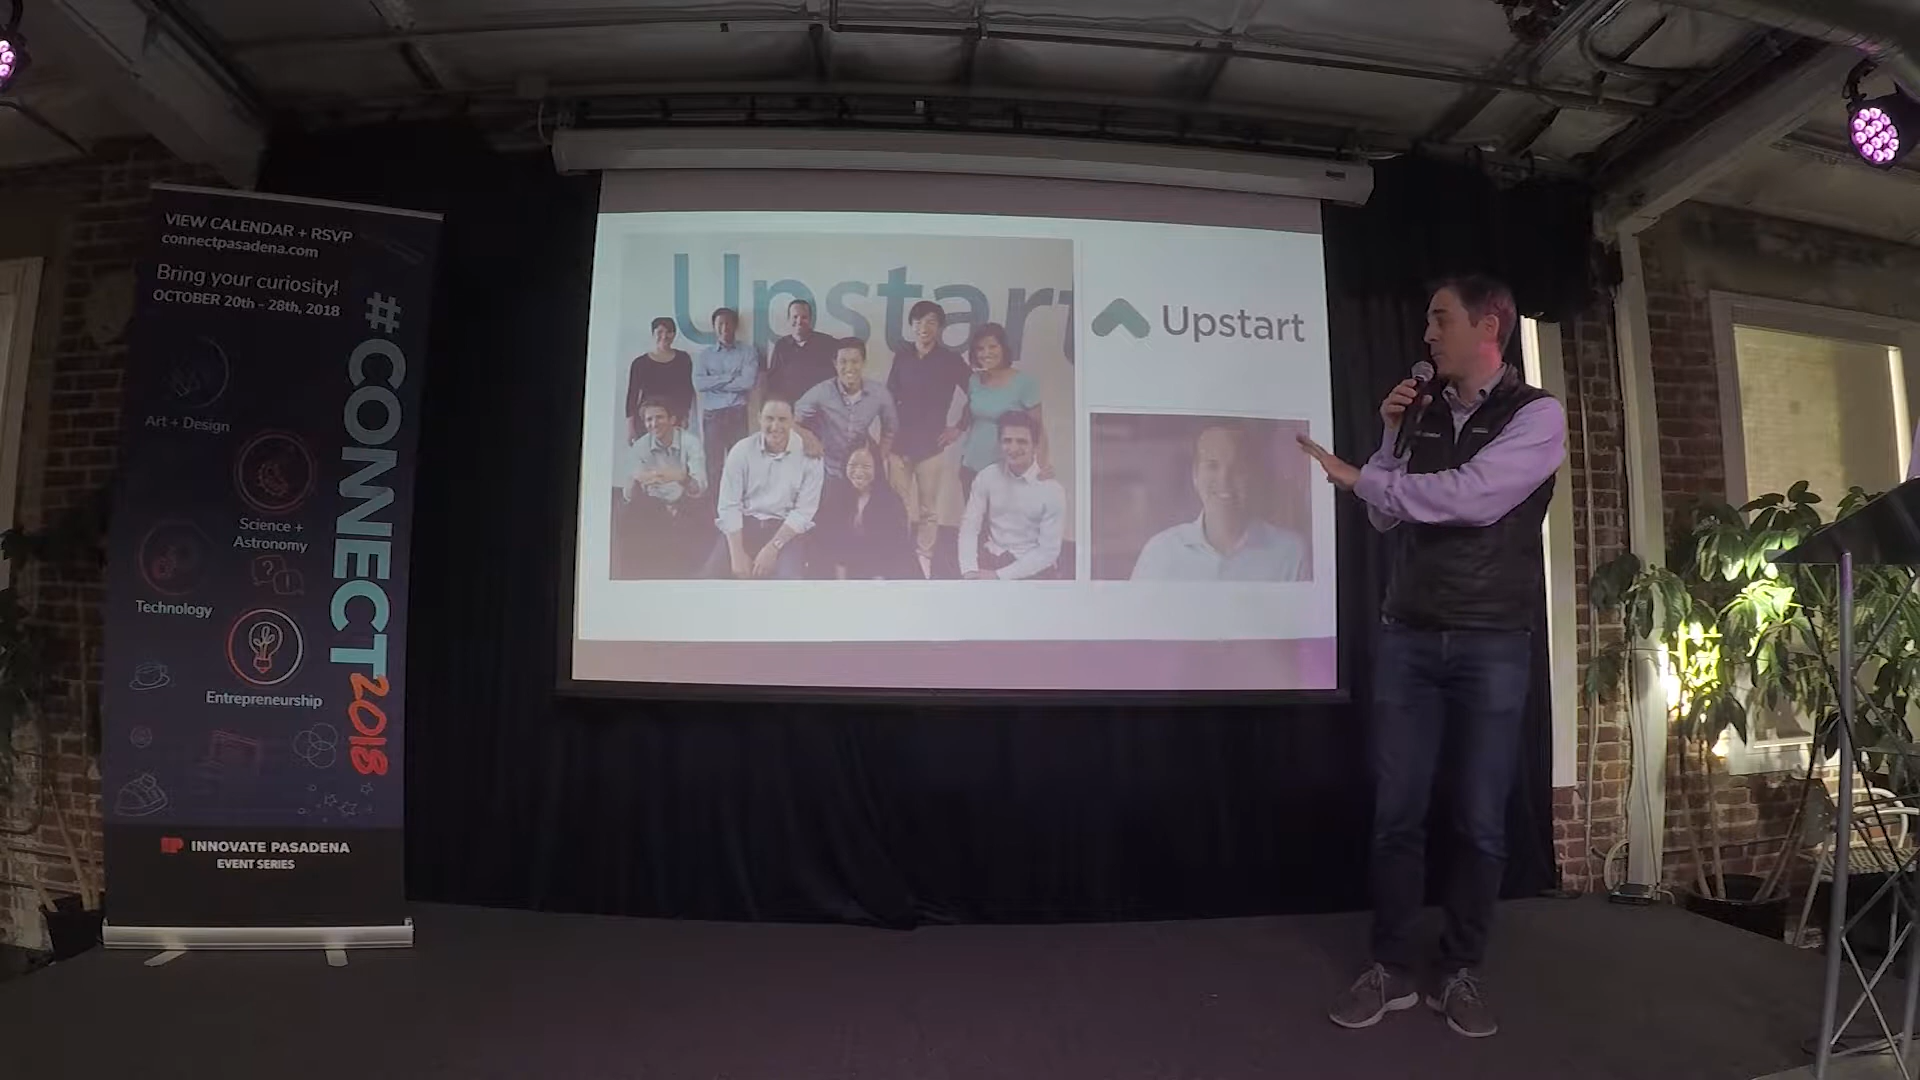 VIEW CALENDAR + RSVP
connectpasadena.com
Bring your curiosity!
OCTOBER 20th - 28th, 2018
#CONNECT2018
Art + Design
Science +
Astronomy
Technology
Entrepreneurship
IP INNOVATE PASADENA
EVENT SERIES
Upstart
Upstart